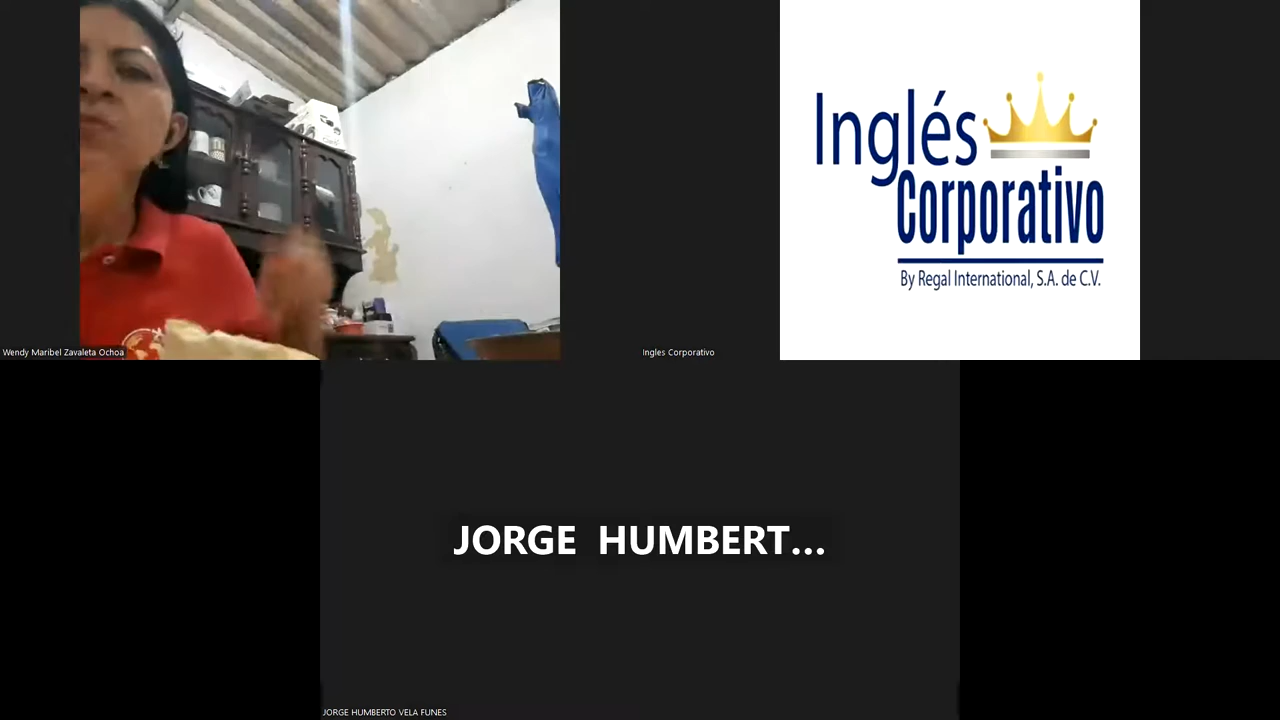 Inglés
Corporativo
By Regal International, S.A. de C.V.
Wendy Maribel Zavaleta Ochoa
Ingles Corporativo
JORGE HUMBERT...
JORGE HUMBERTO VELA FUNES